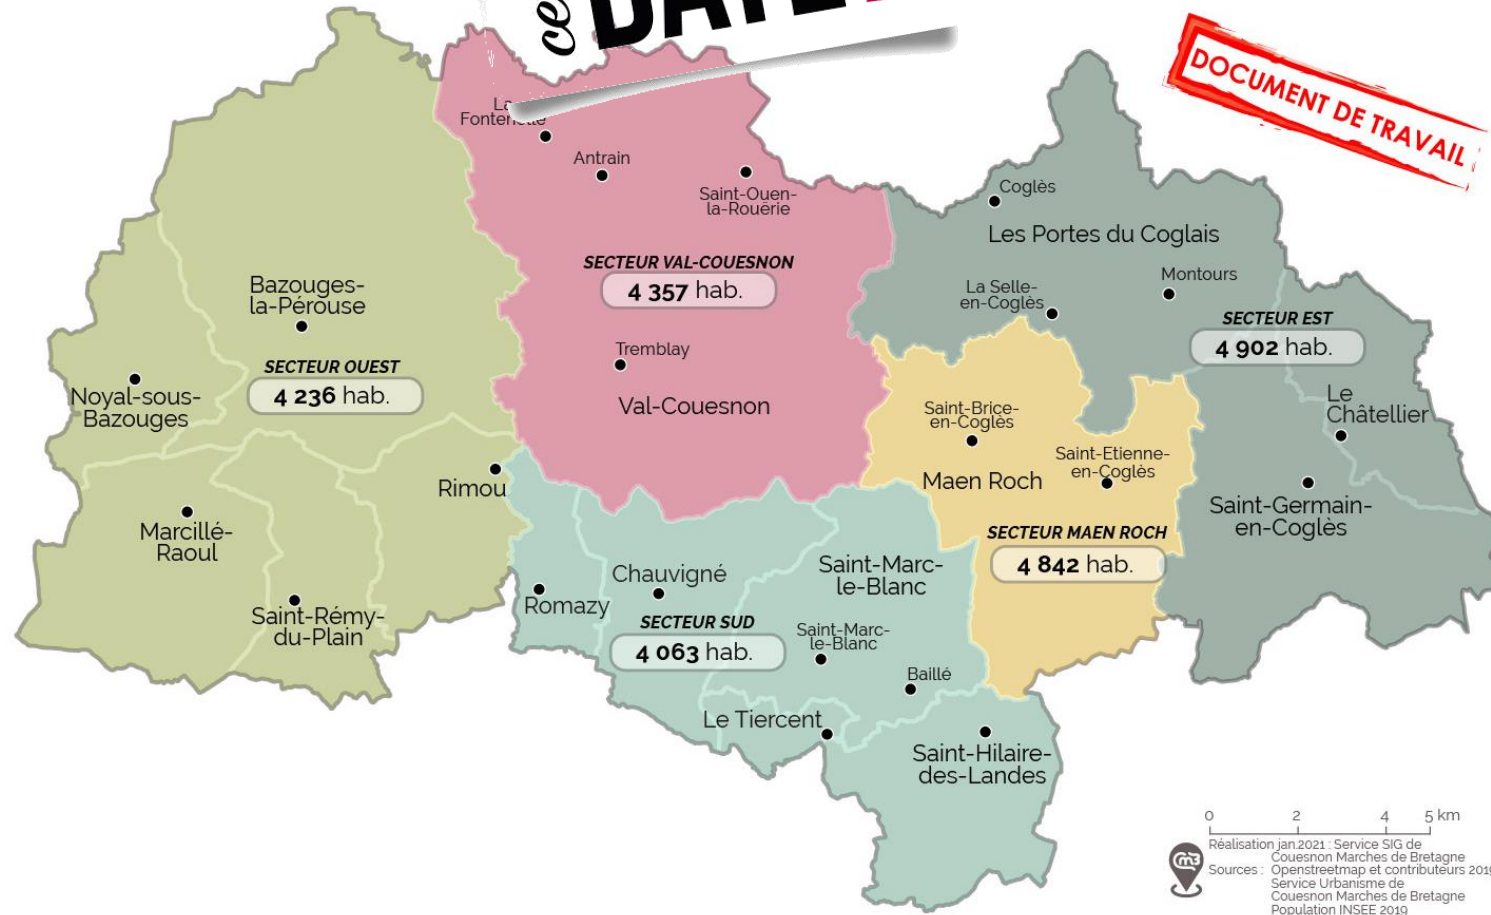 ce
DATE
DOCUMENT DE TRAVAIL
La
Fontenelle
Antrain
Saint-Ouen-
la-Rouërie
Coglès
Les Portes du Coglais
SECTEUR VAL-COUESNON
4 357 hab.
Montours
La Selle-
en-Coglès
Bazouges-
la-Pérouse
SECTEUR EST
4 902 hab.
Tremblay
SECTEUR OUEST
4 236 hab.
Noyal-sous-
Bazouges
Val-Couesnon
Le
Châtellier
Saint-Brice-
en-Coglès
Saint-Etienne-
en-Coglès
Maen Roch
Rimou
Saint-Germain-
en-Coglès
Marcillé-
Raoul
SECTEUR MAEN ROCH
4 842 hab.
Chauvigné
Saint-Marc-
le-Blanc
Romazy
Saint-Rémy-
du-Plain
SECTEUR SUD
4 063 hab.
Saint-Marc-
le-Blanc
Baillé
Le Tiercent
Saint-Hilaire-
des-Landes
0 2 4 5 km
Réalisation jan.2021 : Service SIG de
Couesnon Marches de Bretagne
Sources : Openstreetmap et contributeurs 2019
Service Urbanisme de
Couesnon Marches de Bretagne
Population INSEE 2019